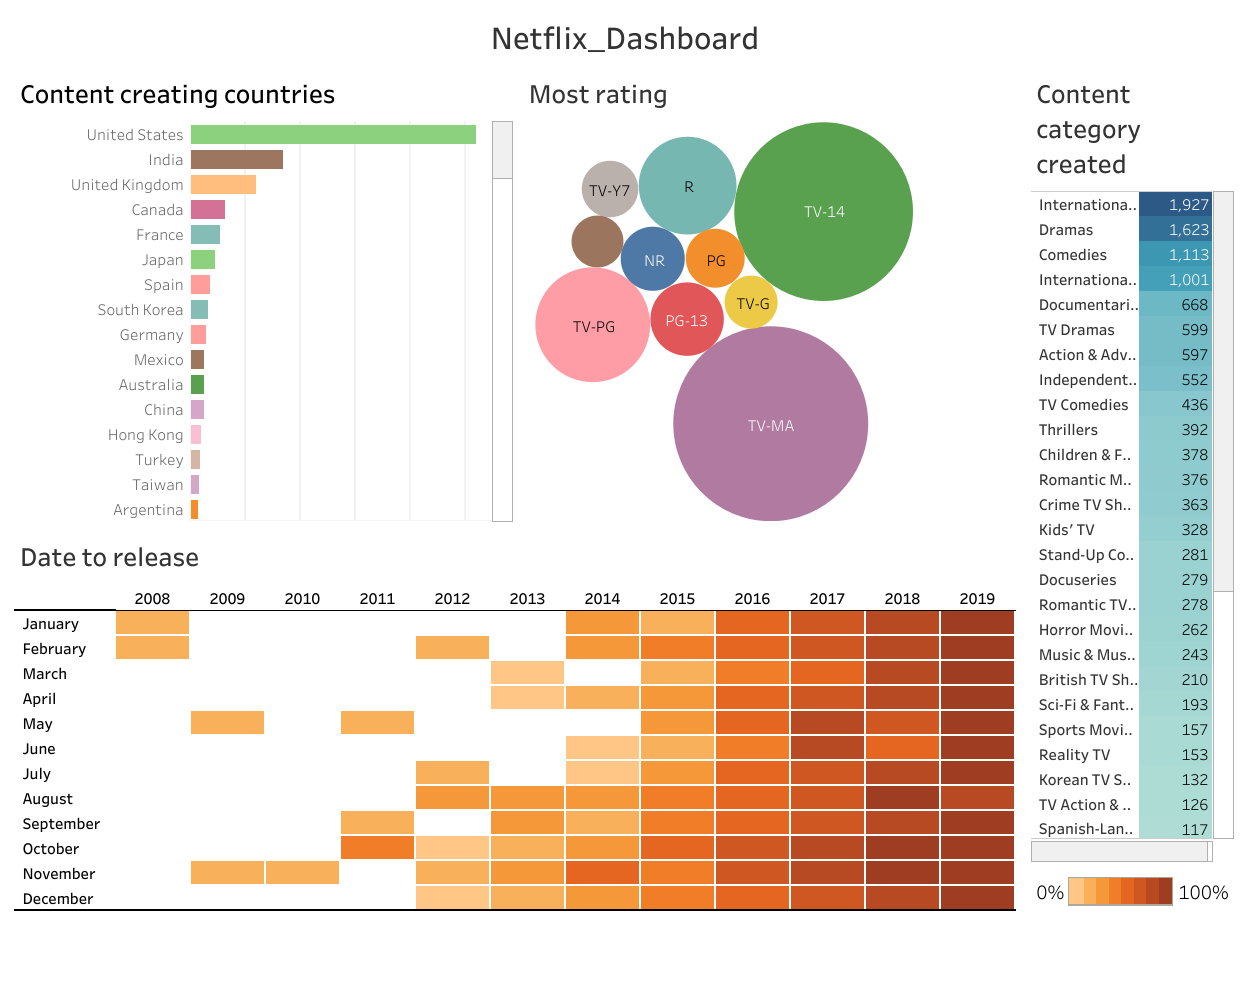 Netflix_Dashboard
Content creating countries
United States
India
United Kingdom
Canada
France
Japan
Spain
South Korea
Germany
Mexico
Australia
China
Hong Kong
Turkey
Taiwan
Argentina
Most rating
TV-Y7
R
TV-14
NR
PG
TV-G
TV-PG
PG-13
TV-MA
Content
category
created
Internationa.. 1,927
Dramas 1,623
Comedies 1,113
Internationa.. 1,001
Documentari.. 668
TV Dramas 599
Action & Adv.. 597
Independent.. 552
TV Comedies 436
Thrillers 392
Children & F.. 378
Romantic M.. 376
Crime TV Sh.. 363
Kids' TV 328
Stand-Up Co.. 281
Docuseries 279
Romantic TV.. 278
Horror Movi.. 262
Music & Mus.. 243
British TV Sh.. 210
Sci-Fi & Fant.. 193
Sports Movi.. 157
Reality TV 153
Korean TV S.. 132
TV Action & .. 126
Spanish-Lan.. 117
0% 100%
Date to release
2008 2009 2010 2011 2012 2013 2014 2015 2016 2017 2018 2019
January
February
March
April
May
June
July
August
September
October
November
December